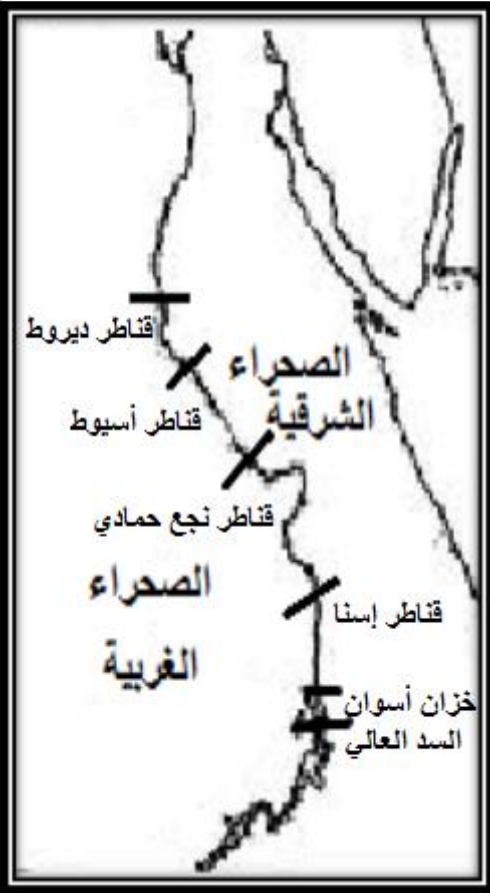 قناطر ديروط
الصحراء
الشرقية
قناطر أسيوط
قناطر نجع حمادي
الصحراء
الغربية
قناطر إسنا
خزان أسوان
السد العالي